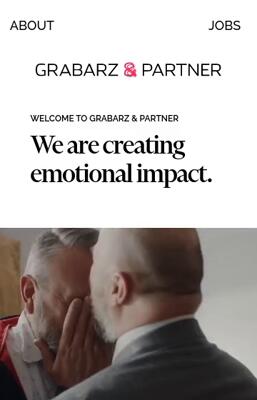 ABOUT JOBS
GRABARZ & PARTNER
WELCOME TO GRABARZ & PARTNER
We are creating
emotional impact.